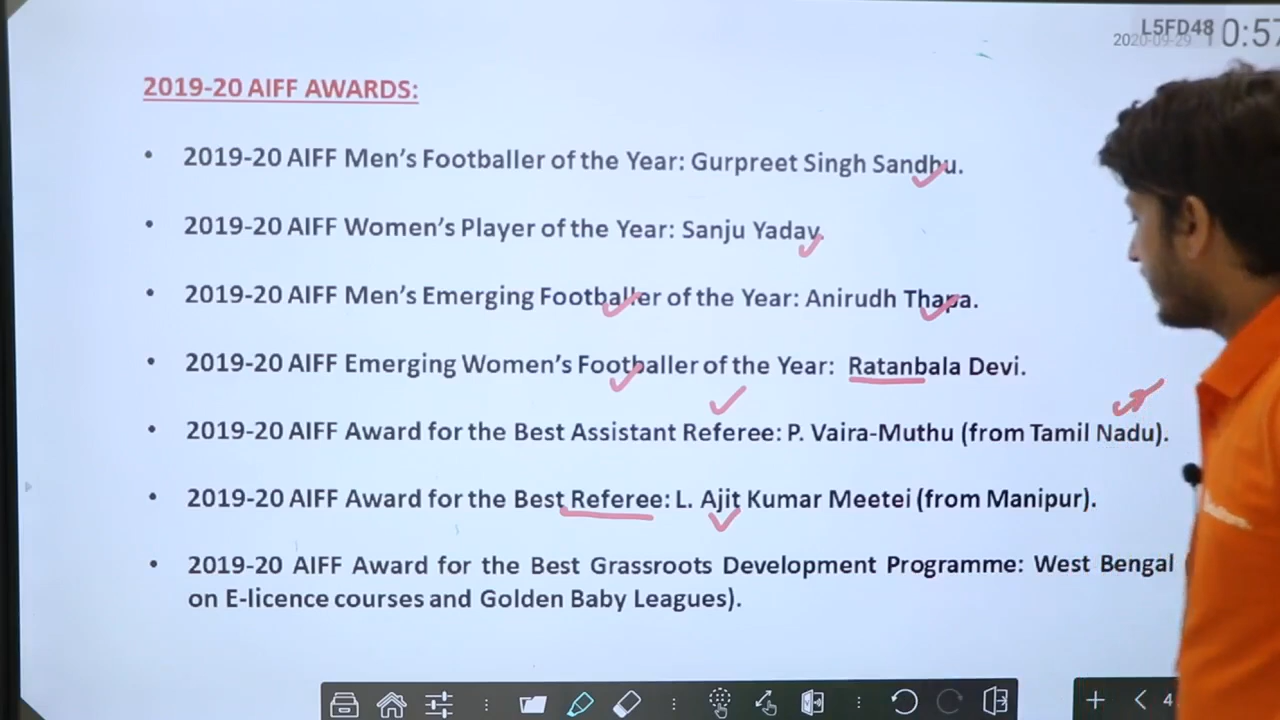 L5FD48
2020-09-29 10:57
2019-20 AIFF AWARDS:
• 2019-20 AIFF Men's Footballer of the Year: Gurpreet Singh Sandhu.
• 2019-20 AIFF Women's Player of the Year: Sanju Yadav.
• 2019-20 AIFF Men's Emerging Footballer of the Year: Anirudh Thapa.
• 2019-20 AIFF Emerging Women's Footballer of the Year: Ratanbala Devi.
• 2019-20 AIFF Award for the Best Assistant Referee: P. Vaira-Muthu (from Tamil Nadu).
• 2019-20 AIFF Award for the Best Referee: L. Ajit Kumar Meetei (from Manipur).
• 2019-20 AIFF Award for the Best Grassroots Development Programme: West Bengal
on E-licence courses and Golden Baby Leagues).
4